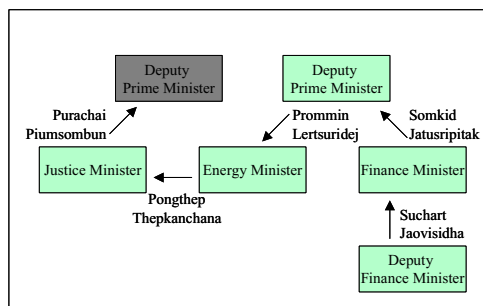 Deputy
Prime Minister
Deputy
Prime Minister
Purachai
Piumsombun
Prommin
Lertsuridej
Somkid
Jatusripitak
Justice Minister
Energy Minister
Finance Minister
Pongthep
Thepkanchana
Suchart
Jaovisidha
Deputy
Finance Minister